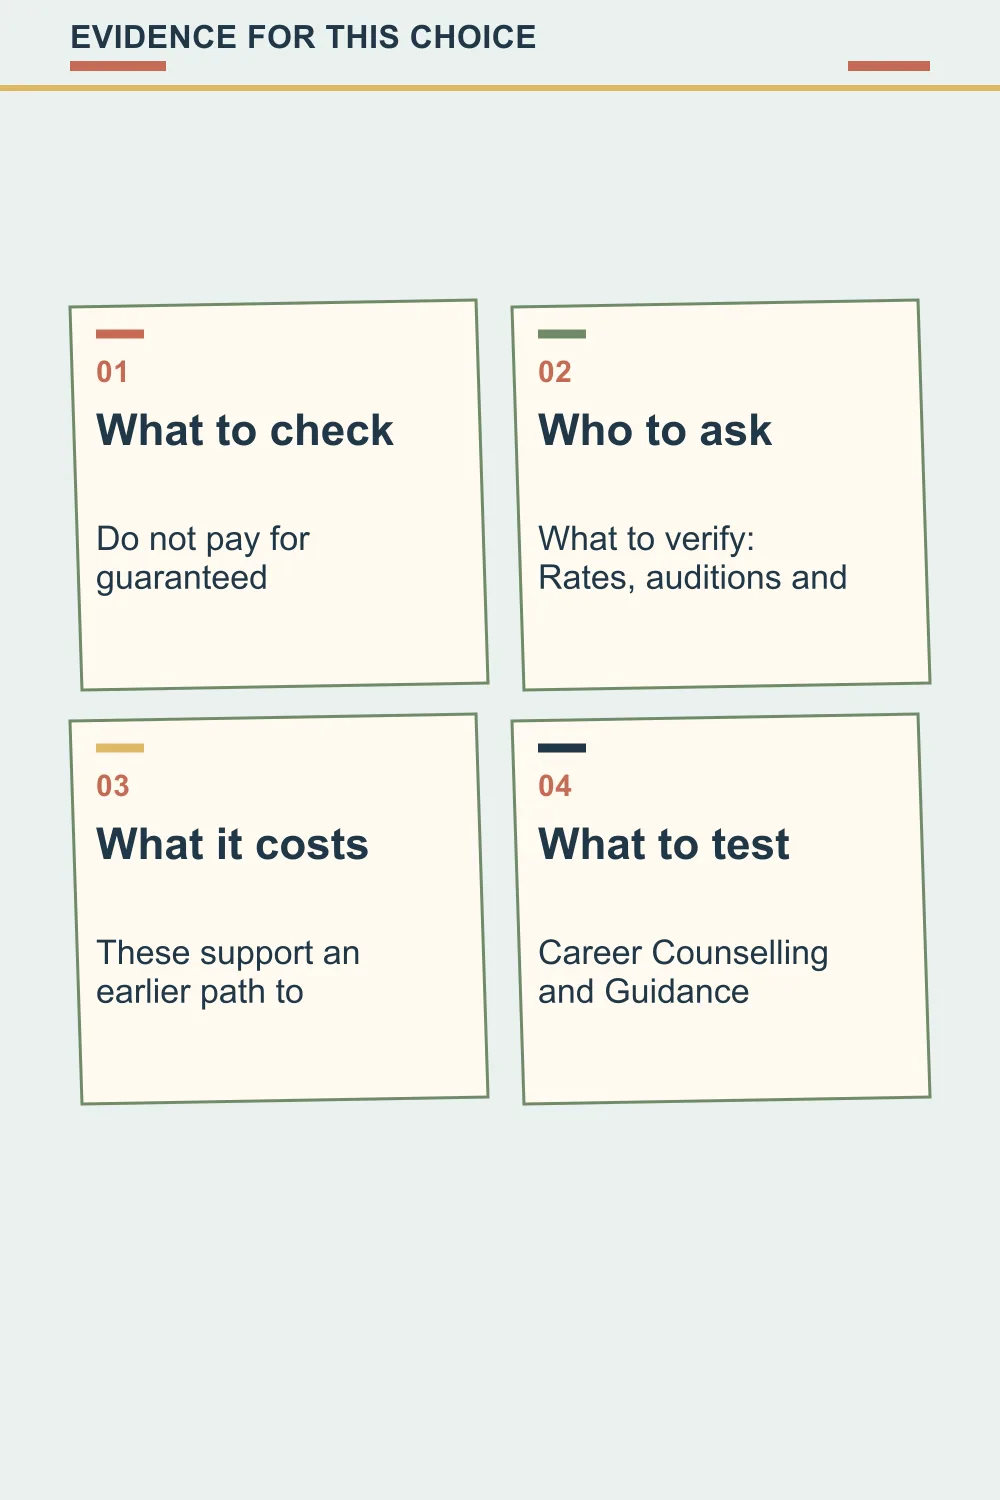 EVIDENCE FOR THIS CHOICE
01
What to check
Do not pay for
guaranteed
02
Who to ask
What to verify:
Rates, auditions and
03
What it costs
These support an
earlier path to
04
What to test
Career Counselling
and Guidance